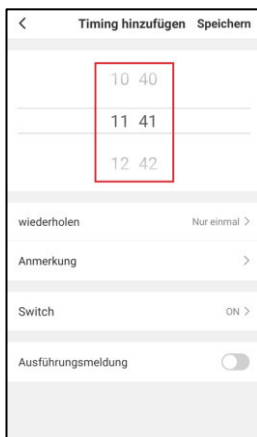 Timing hinzufügen Speichern
10 40
11 41
12 42
wiederholen Nur einmal
Anmerkung
Switch ON
Ausführungsmeldung